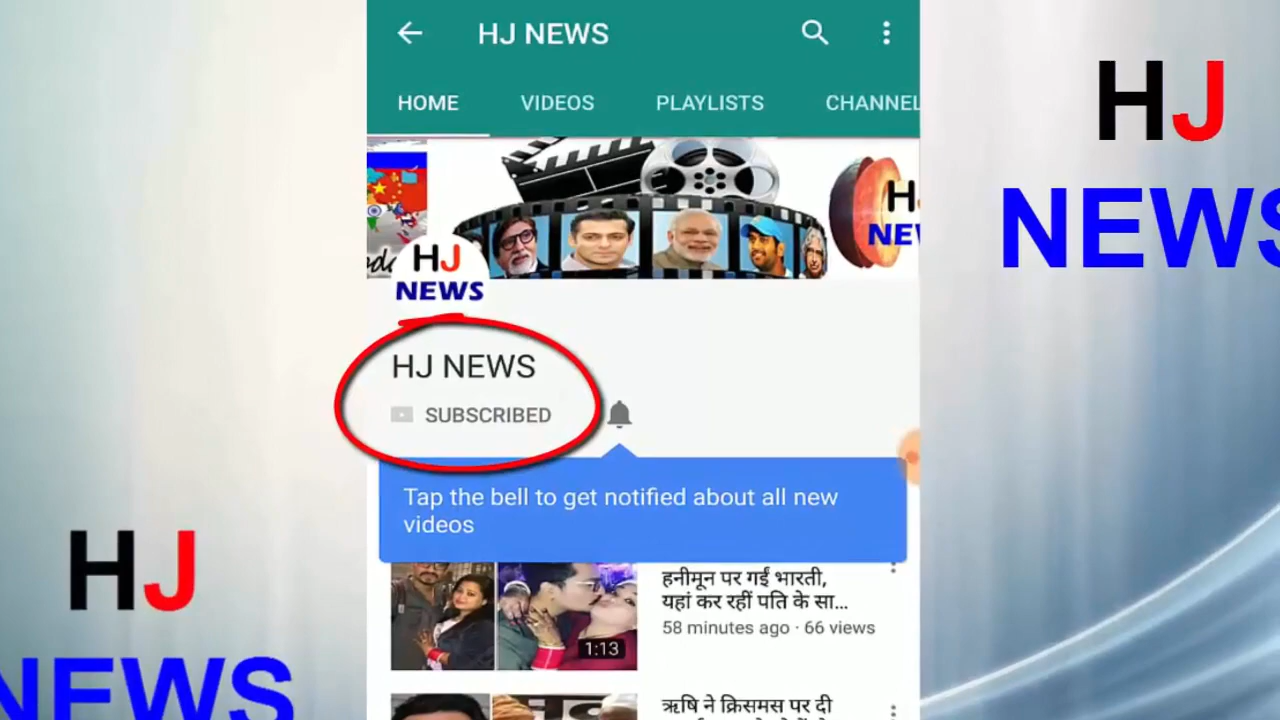 HJ NEWS
HOME VIDEOS PLAYLISTS CHANNEL
HJ
NEWS
HJ
NEWS
HJ NEWS
SUBSCRIBED
Tap the bell to get notified about all new
videos
हनीमून पर गईं भारती,
यहां कर रहीं पति के सा...
58 minutes ago · 66 views
1:13
ऋषि ने क्रिसमस पर दी
HJ
NEWS